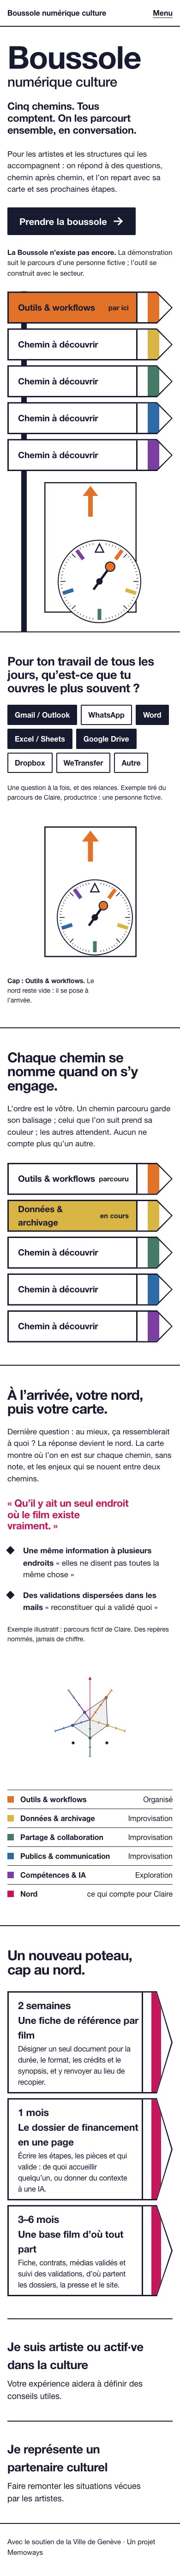 Boussole numérique culture
Menu
Boussole
numérique culture
Cinq chemins. Tous
comptent. On les parcourt
ensemble, en conversation.
Pour les artistes et les structures qui les
accompagnent : on répond à des questions,
chemin après chemin, et l'on repart avec sa
carte et ses prochaines étapes.
Prendre la boussole →
La Boussole n'existe pas encore. La démonstration
suit le parcours d'une personne fictive ; l'outil se
construit avec le secteur.
Outils & workflows par ici
Chemin à découvrir
Chemin à découvrir
Chemin à découvrir
Chemin à découvrir
Pour ton travail de tous les
jours, qu'est-ce que tu
ouvres le plus souvent ?
Gmail / Outlook WhatsApp Word
Excel / Sheets Google Drive
Dropbox WeTransfer Autre
Une question à la fois, et des relances. Exemple tiré du
parcours de Claire, productrice : une personne fictive.
Cap : Outils & workflows. Le
nord reste vide : il se pose à
l'arrivée.
Chaque chemin se
nomme quand on s'y
engage.
L'ordre est le vôtre. Un chemin parcouru garde
son balisage ; celui que l'on suit prend sa
couleur ; les autres attendent. Aucun ne
compte plus qu'un autre.
Outils & workflows parcouru
Données &
archivage
en cours
Chemin à découvrir
Chemin à découvrir
Chemin à découvrir
À l'arrivée, votre nord,
puis votre carte.
Dernière question : au mieux, ça ressemblerait
à quoi ? La réponse devient le nord. La carte
montre où l'on en est sur chaque chemin, sans
note, et les enjeux qui se nouent entre deux
chemins.
« Qu'il y ait un seul endroit
où le film existe
vraiment. »
Une même information à plusieurs
endroits « elles ne disent pas toutes la
même chose »
Des validations dispersées dans les
mails « reconstituer qui a validé quoi »
Exemple illustratif : parcours fictif de Claire. Des repères
nommés, jamais de chiffre.
Outils & workflows Organisé
Données & archivage Improvisation
Partage & collaboration Improvisation
Publics & communication Improvisation
Compétences & IA Exploration
Nord ce qui compte pour Claire
Un nouveau poteau,
cap au nord.
2 semaines
Une fiche de référence par
film
Désigner un seul document pour la
durée, le format, les crédits et le
synopsis, et y renvoyer au lieu de
recopier.
1 mois
Le dossier de financement
en une page
Écrire les étapes, les pièces et qui
valide : de quoi accueillir
quelqu'un, ou donner du contexte
à une IA.
3–6 mois
Une base film d'où tout
part
Fiche, contrats, médias validés et
suivi des validations, d'où partent
les dossiers, la presse et le site.
Je suis artiste ou actif·ve
dans la culture
Votre expérience aidera à définir des
conseils utiles.
Je représente un
partenaire culturel
Faire remonter les situations vécues
par les artistes.
Avec le soutien de la Ville de Genève · Un projet
Memoways